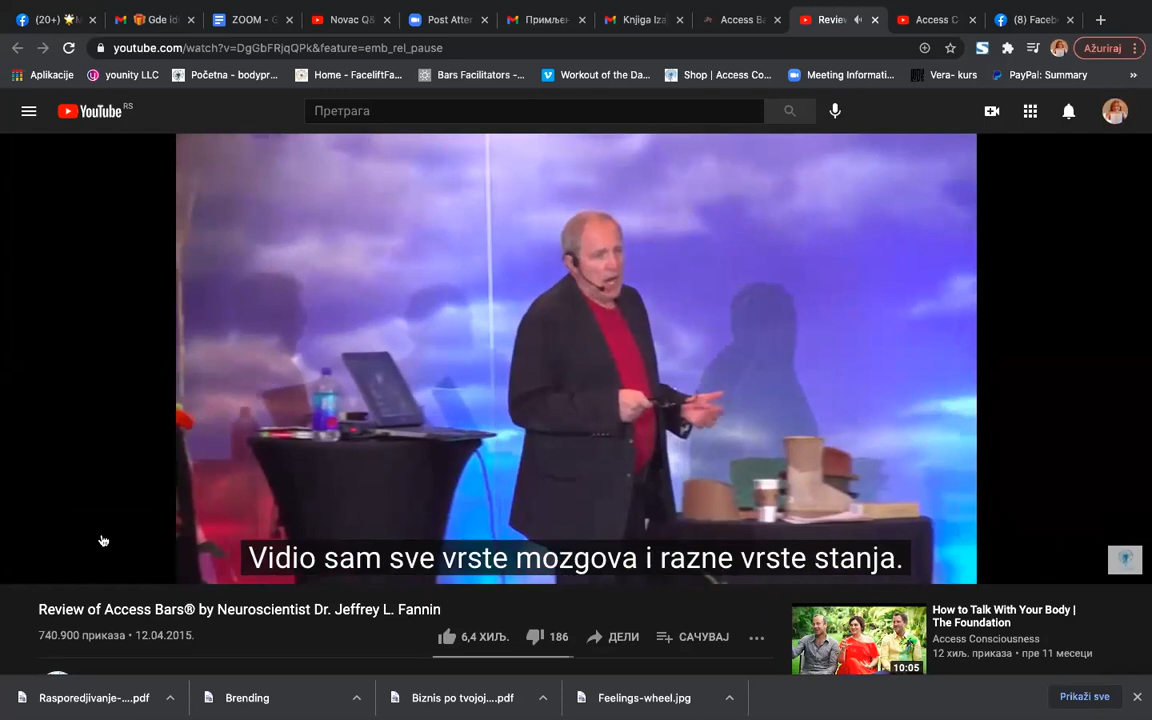 (20+) 🌟M
🎁 Gde id
ZOOM - G
Novac Q&
Post Atter
Примљен
Knjiga Iza
Access Ba
Review
Access C
(8) Faceb
youtube.com/watch?v=DgGbFRjqQPk&feature=emb_rel_pause
Ažuriraj
Aplikacije
younity LLC
Početna - bodypr...
Home - FaceliftFa...
Bars Facilitators -...
Workout of the Da...
Shop | Access Co...
Meeting Informati...
Vera- kurs
PayPal: Summary
»
YouTube RS
Претрага
Vidio sam sve vrste mozgova i razne vrste stanja.
Review of Access Bars® by Neuroscientist Dr. Jeffrey L. Fannin
740.900 приказа • 12.04.2015.
6,4 ХИЉ.
186
ДЕЛИ
САЧУВАЈ
How to Talk With Your Body |
The Foundation
Access Consciousness
12 хиљ. приказа • пре 11 месеци
10:05
Rasporedjivanje-....pdf
Brending
Biznis po tvojoj....pdf
Feelings-wheel.jpg
Prikaži sve